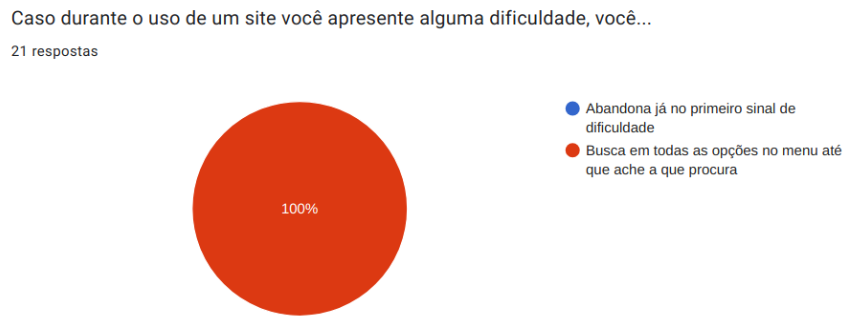 Caso durante o uso de um site você apresente alguma dificuldade, você...
21 respostas
Abandona já no primeiro sinal de
dificuldade
Busca em todas as opções no menu até
que ache a que procura
100%